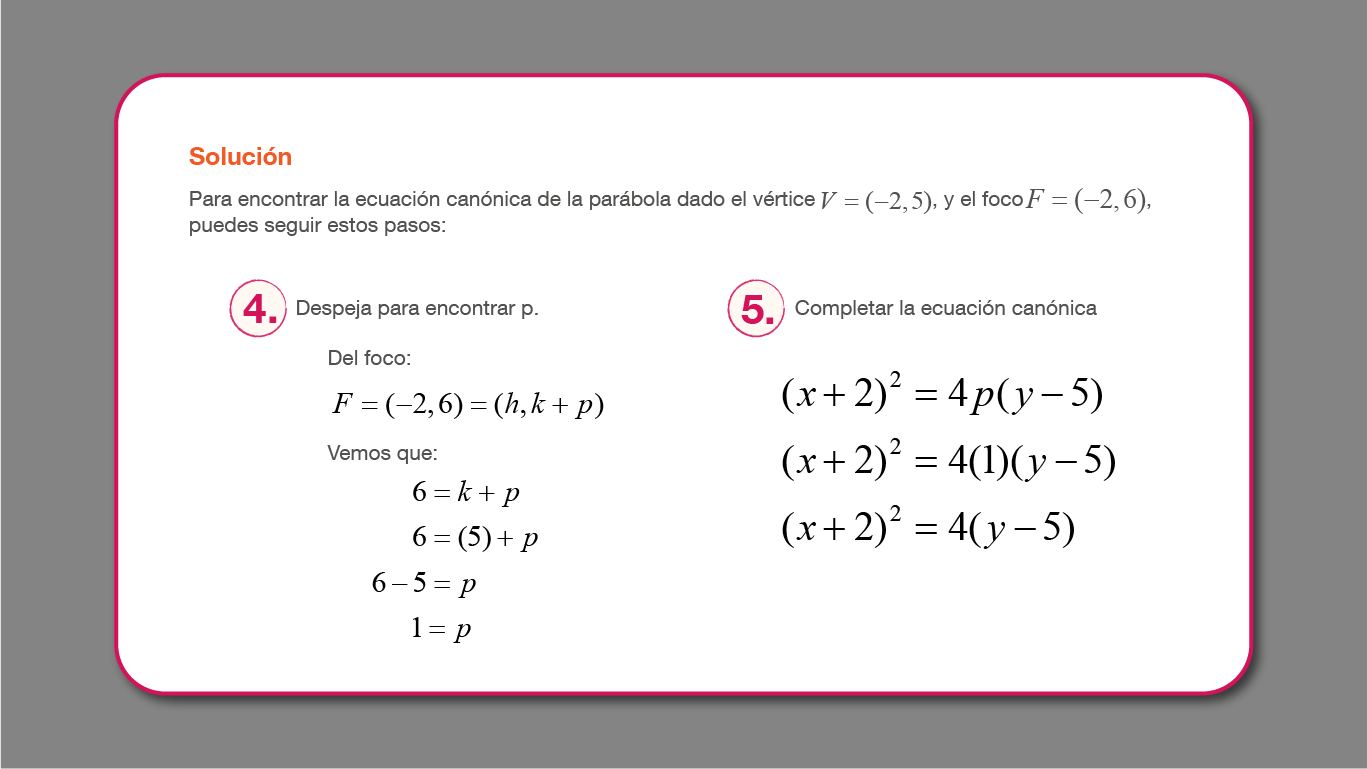 Solución
Para encontrar la ecuación canónica de la parábola dado el vértice V = (−2, 5), y el foco F = (−2, 6),
puedes seguir estos pasos:
4. Despeja para encontrar p.
Del foco:
F = (−2, 6) = (h, k + p)
Vemos que:
6 = k + p
6 = (5) + p
6 − 5 = p
1 = p
5. Completar la ecuación canónica
(x + 2)² = 4p(y − 5)
(x + 2)² = 4(1)(y − 5)
(x + 2)² = 4(y − 5)